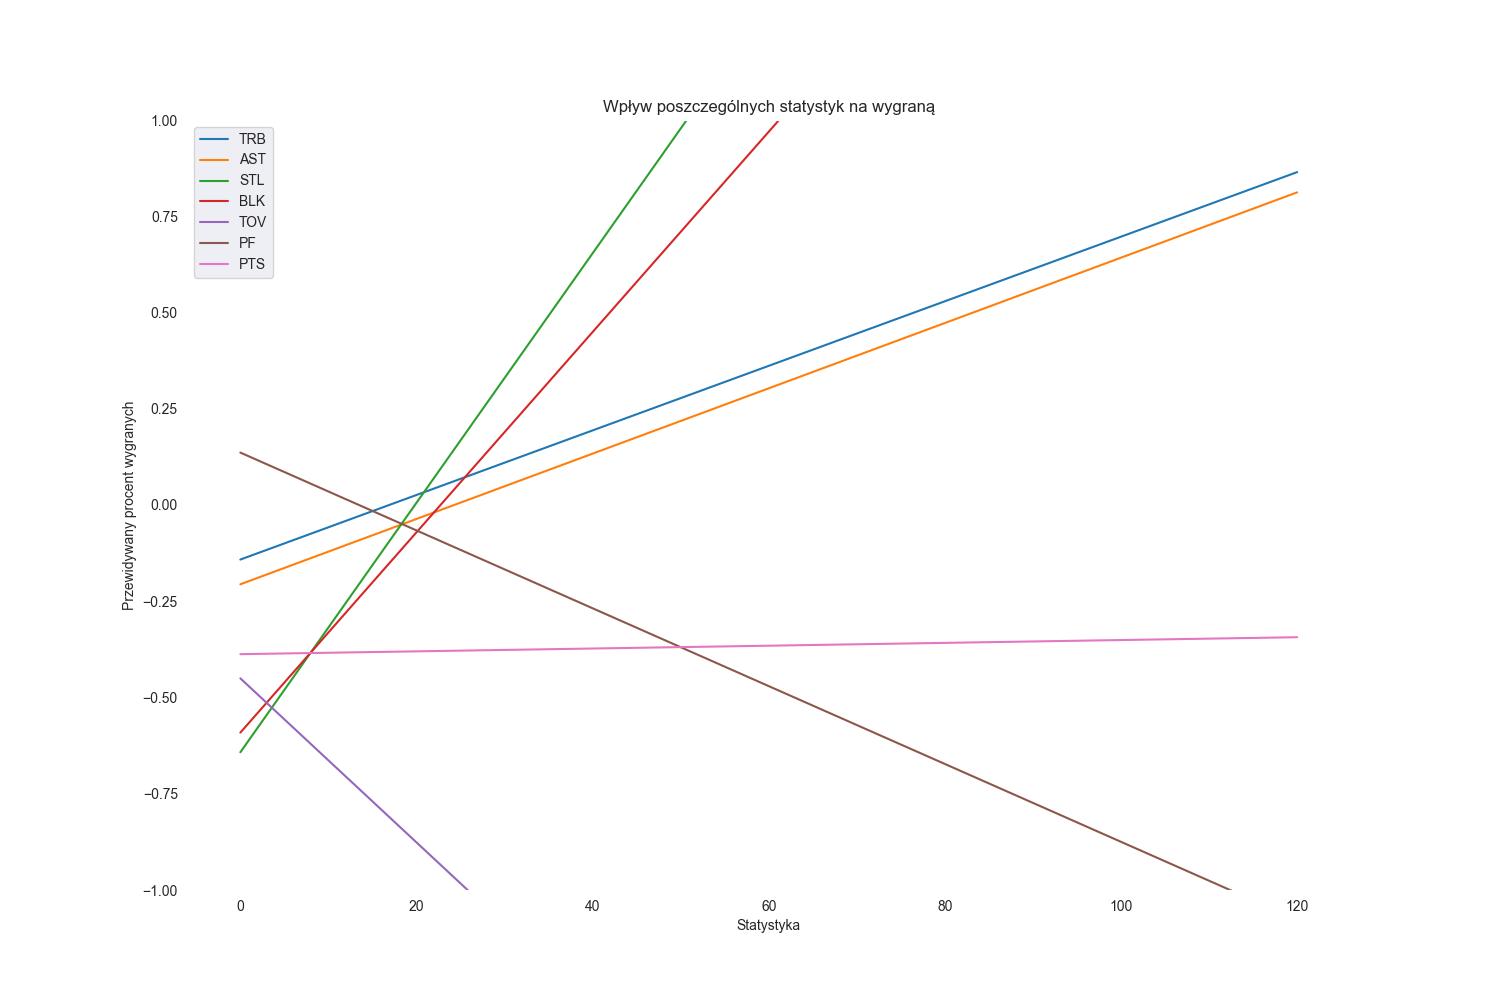 Wpływ poszczególnych statystyk na wygraną
1.00
0.75
0.50
0.25
0.00
−0.25
−0.50
−0.75
−1.00
Przewidywany procent wygranych
TRB
AST
STL
BLK
TOV
PF
PTS
0 20 40 60 80 100 120
Statystyka